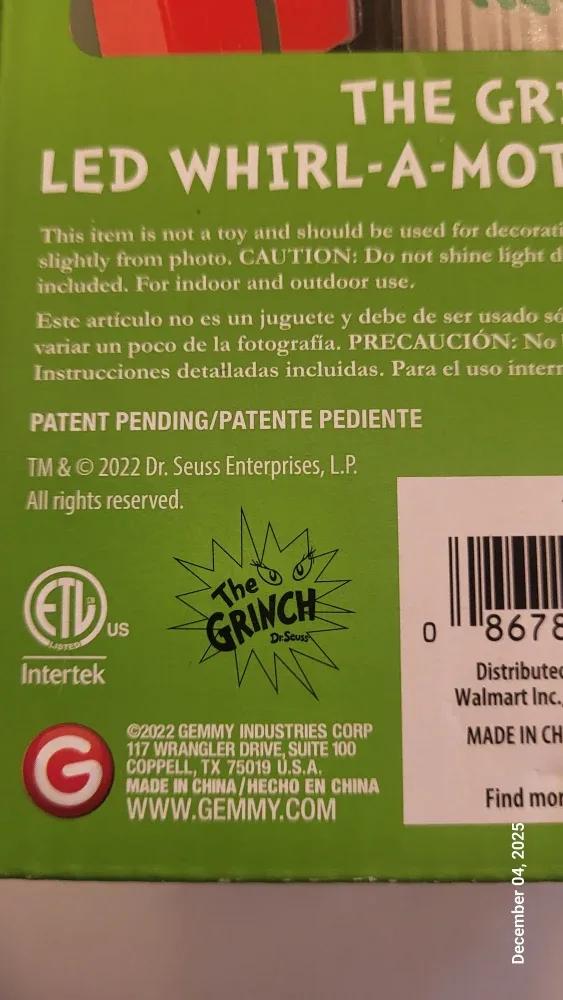 THE GRI
LED WHIRL-A-MOT
This item is not a toy and should be used for decorati
slightly from photo. CAUTION: Do not shine light d
included. For indoor and outdoor use.
Este artículo no es un juguete y debe de ser usado só
variar un poco de la fotografía. PRECAUCIÓN: No
Instrucciones detalladas incluidas. Para el uso intern
PATENT PENDING/PATENTE PEDIENTE
TM & © 2022 Dr. Seuss Enterprises, L.P.
All rights reserved.
The
GRINCH
Dr. Seuss
ETL
LISTED
US
Intertek
0 8678
Distributed
Walmart Inc.,
MADE IN CH
Find mor
G
©2022 GEMMY INDUSTRIES CORP
117 WRANGLER DRIVE, SUITE 100
COPPELL, TX 75019 U.S.A.
MADE IN CHINA/HECHO EN CHINA
WWW.GEMMY.COM
December 04, 2025